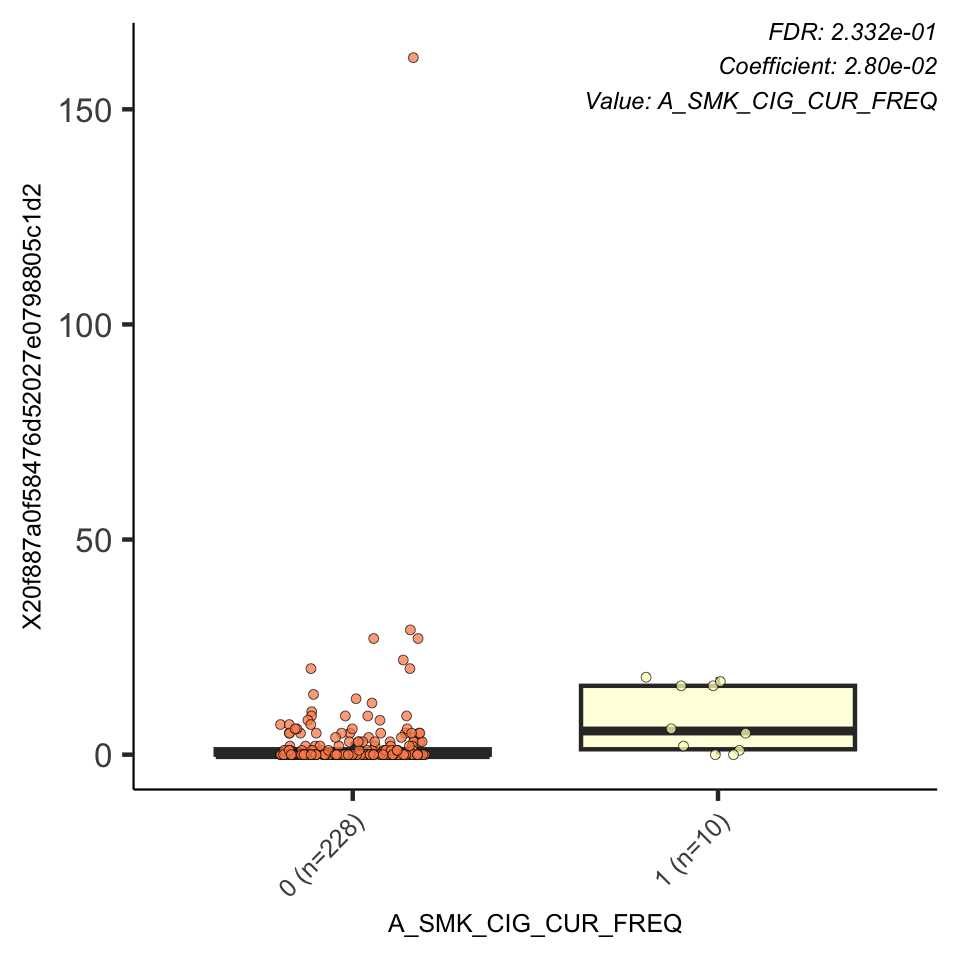 FDR: 2.332e-01
Coefficient: 2.80e-02
Value: A_SMK_CIG_CUR_FREQ
X20f887a0f58476d52027e0798805c1d2
150
100
50
0
0 (n=228)
1 (n=10)
A_SMK_CIG_CUR_FREQ